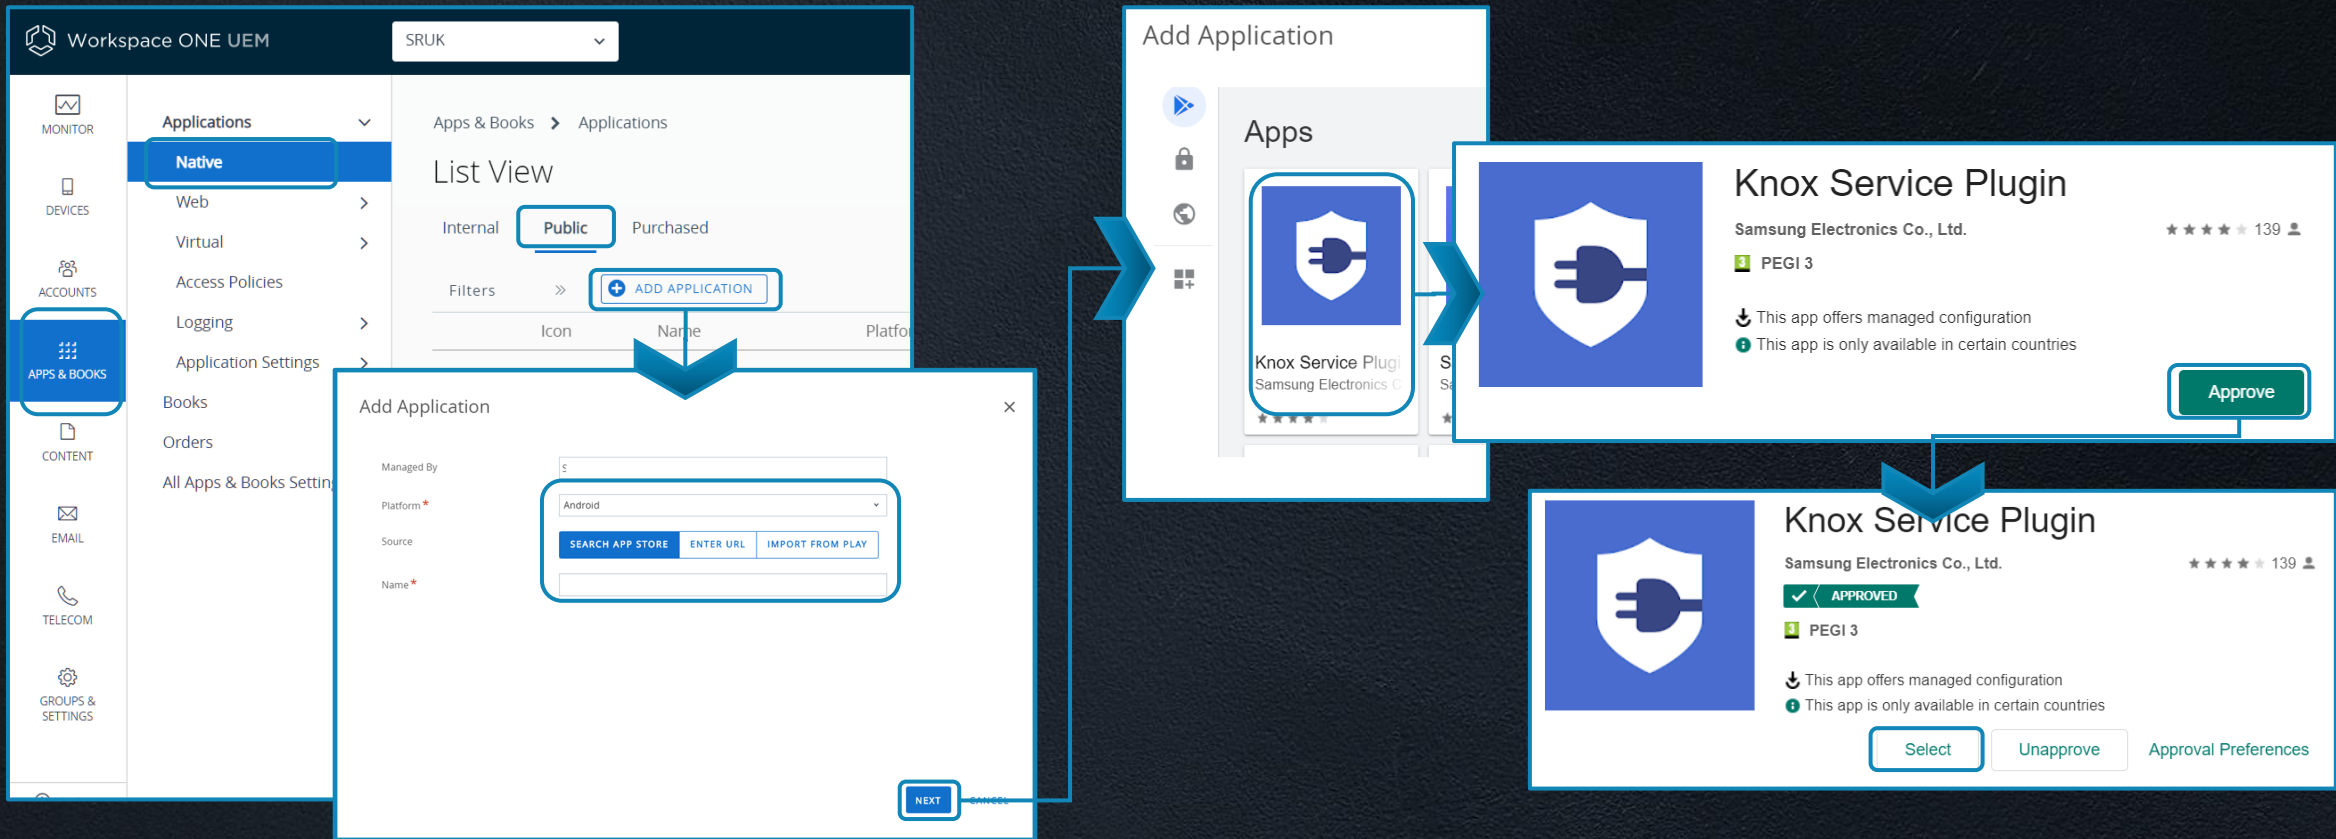 Workspace ONE UEM
SRUK
MONITOR
DEVICES
ACCOUNTS
APPS & BOOKS
CONTENT
EMAIL
TELECOM
GROUPS &
SETTINGS
Applications
Native
Web
Virtual
Access Policies
Logging
Application Settings
Books
Orders
All Apps & Books Settin
Apps & Books > Applications
List View
Internal Public Purchased
Filters » ADD APPLICATION
Icon Name Platfo
Add Application
Managed By S
Platform * Android
Source SEARCH APP STORE ENTER URL IMPORT FROM PLAY
Name *
NEXT CANCEL
Add Application
Apps
Knox Service Plugi
Samsung Electronics C
S
Sa
Knox Service Plugin
Samsung Electronics Co., Ltd. 139
3 PEGI 3
This app offers managed configuration
This app is only available in certain countries
Approve
Knox Service Plugin
Samsung Electronics Co., Ltd. 139
APPROVED
3 PEGI 3
This app offers managed configuration
This app is only available in certain countries
Select Unapprove Approval Preferences